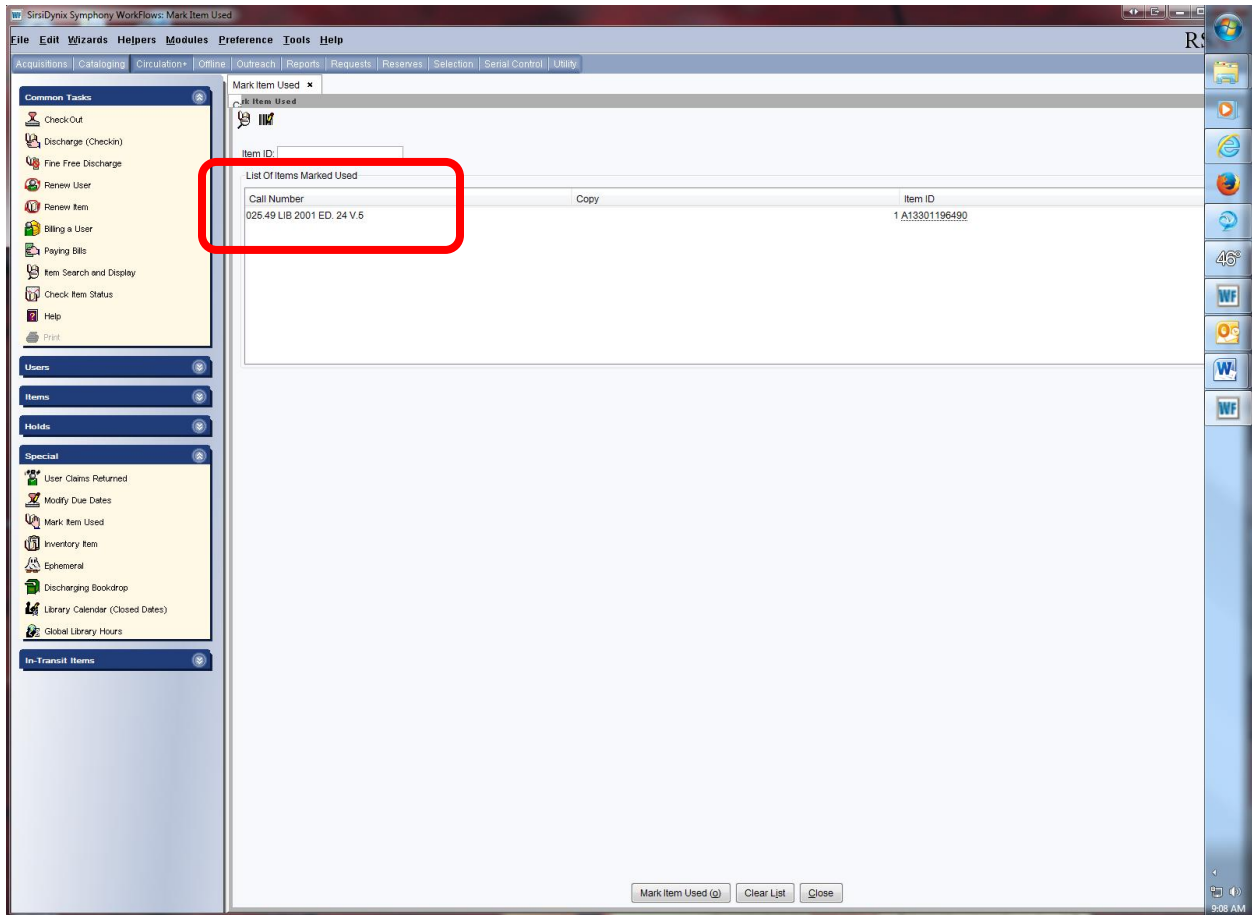 SirsiDynix Symphony WorkFlows: Mark Item Used
File Edit Wizards Helpers Modules Preference Tools Help
Acquisitions Cataloging Circulation+ Offline Outreach Reports Requests Reserves Selection Serial Control Utility
Common Tasks
CheckOut
Discharge (Checkin)
Fine Free Discharge
Renew User
Renew Item
Billing a User
Paying Bills
Item Search and Display
Check Item Status
Help
Print
Users
Items
Holds
Special
User Claims Returned
Modify Due Dates
Mark Item Used
Inventory Item
Ephemeral
Discharging Bookdrop
Library Calendar (Closed Dates)
Global Library Hours
In-Transit Items
Mark Item Used
Item Used
Item ID:
List Of Items Marked Used
Call Number Copy Item ID
025.49 LIB 2001 ED. 24 V.5 1 A13301196490
Mark Item Used (o) Clear List Close
46°
WF
W
WF
9:08 AM